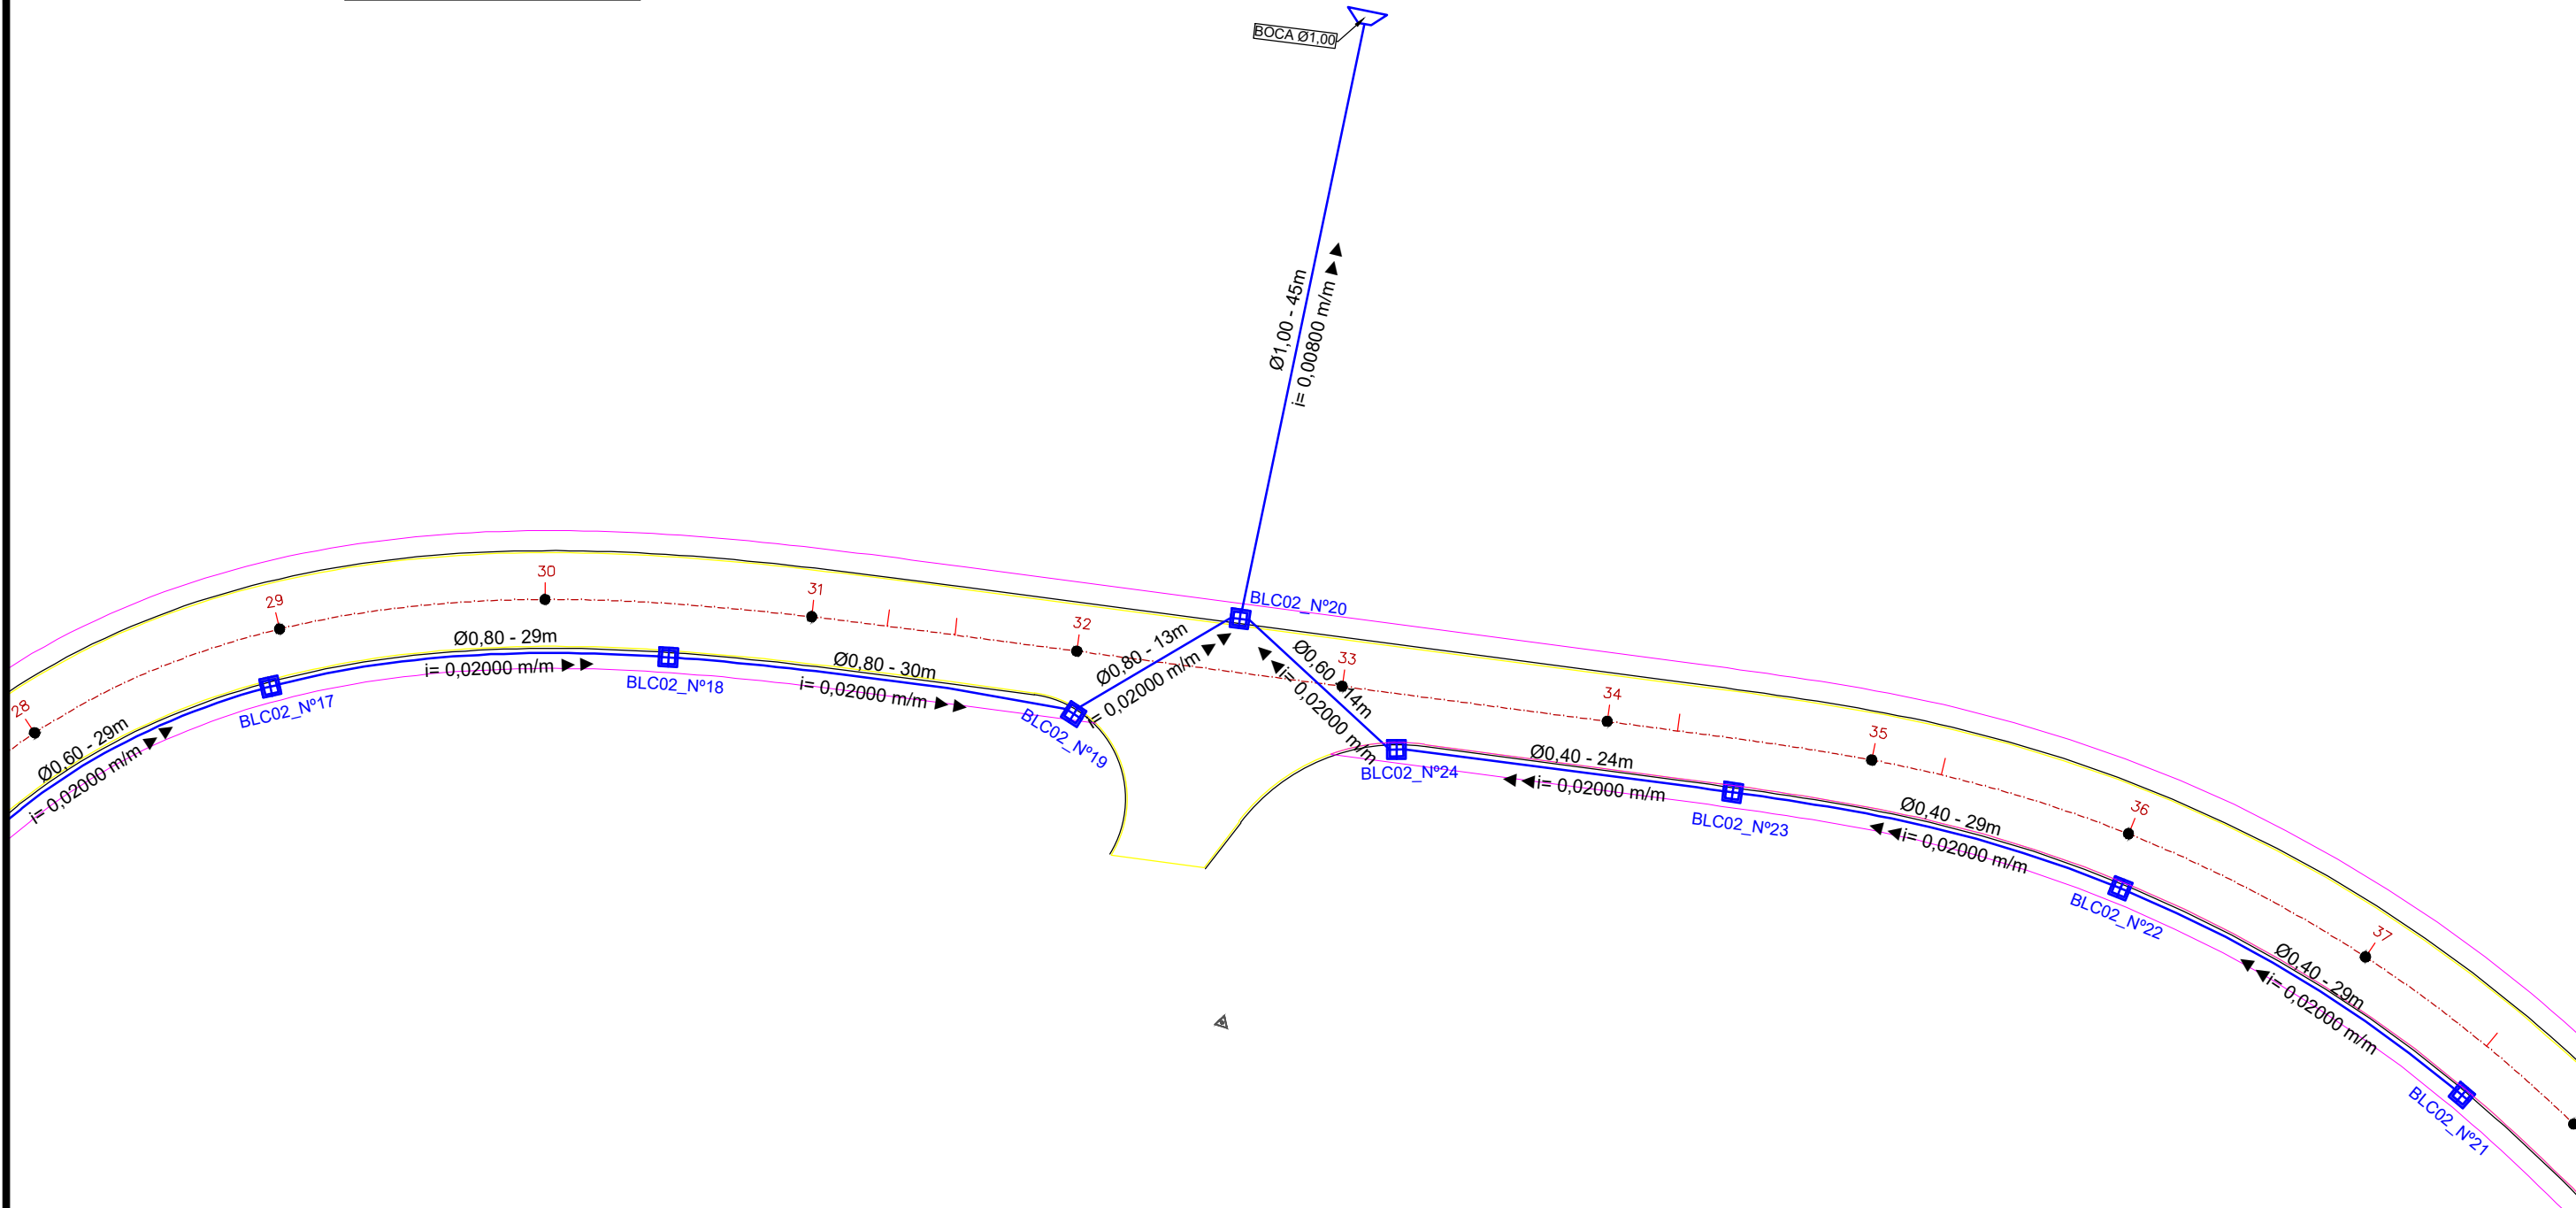 BOCA Ø1,00
Ø1,00 - 45m
i= 0,00800 m/m
28
29
30
31
32
33
34
35
36
37
Ø0,60 - 29m
i= 0,02000 m/m
BLC02_Nº17
Ø0,80 - 29m
i= 0,02000 m/m
BLC02_Nº18
Ø0,80 - 30m
i= 0,02000 m/m
BLC02_Nº19
Ø0,80 - 13m
i= 0,02000 m/m
BLC02_Nº20
Ø0,60 - 14m
i= 0,02000 m/m
BLC02_Nº24
Ø0,40 - 24m
i= 0,02000 m/m
BLC02_Nº23
Ø0,40 - 29m
i= 0,02000 m/m
BLC02_Nº22
Ø0,40 - 29m
i= 0,02000 m/m
BLC02_Nº21